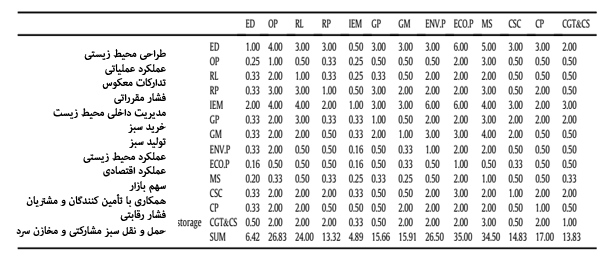 ED OP RL RP IEM GP GM ENV.P ECO.P MS CSC CP CGT&CS
ED 1.00 4.00 3.00 3.00 0.50 3.00 3.00 3.00 6.00 5.00 3.00 3.00 2.00
طراحی محیط زیستی
OP 0.25 1.00 0.50 0.33 0.25 0.50 0.50 0.50 2.00 3.00 0.50 0.50 0.50
عملکرد عملیاتی
RL 0.33 2.00 1.00 0.33 0.25 0.33 0.50 2.00 2.00 2.00 0.50 0.50 0.50
تدارکات معکوس
RP 0.33 3.00 3.00 1.00 0.50 3.00 2.00 2.00 2.00 3.00 2.00 2.00 0.50
فشار مقرراتی
IEM 2.00 4.00 4.00 2.00 1.00 3.00 3.00 6.00 6.00 4.00 3.00 2.00 3.00
مدیریت داخلی محیط زیست
GP 0.33 2.00 3.00 0.33 0.33 1.00 0.50 2.00 2.00 3.00 2.00 2.00 0.50
خرید سبز
GM 0.33 2.00 2.00 0.50 0.33 2.00 1.00 3.00 3.00 4.00 2.00 0.50 0.50
تولید سبز
ENV.P 0.33 2.00 0.50 0.50 0.16 0.50 0.33 1.00 2.00 2.00 2.00 0.50 0.50
عملکرد محیط زیستی
ECO.P 0.16 0.50 0.50 0.50 0.16 0.50 0.33 0.50 1.00 0.50 0.33 0.50 0.50
عملکرد اقتصادی
MS 0.20 0.33 0.50 0.33 0.25 0.33 0.25 0.50 2.00 1.00 0.50 0.50 0.33
سهم بازار
CSC 0.33 2.00 2.00 0.50 0.33 0.50 0.50 2.00 3.00 2.00 1.00 2.00 2.00
همکاری با تأمین کنندگان و مشتریان
CP 0.33 2.00 2.00 0.50 0.50 0.50 2.00 2.00 2.00 2.00 0.50 1.00 0.50
فشار رقابتی
storage CGT&CS 0.50 2.00 2.00 2.00 0.33 0.50 2.00 2.00 2.00 3.00 0.50 2.00 1.00
حمل و نقل سبز مشارکتی و مخازن سرد
SUM 6.42 26.83 24.00 13.32 4.89 15.66 15.91 26.50 35.00 34.50 14.83 17.00 13.83